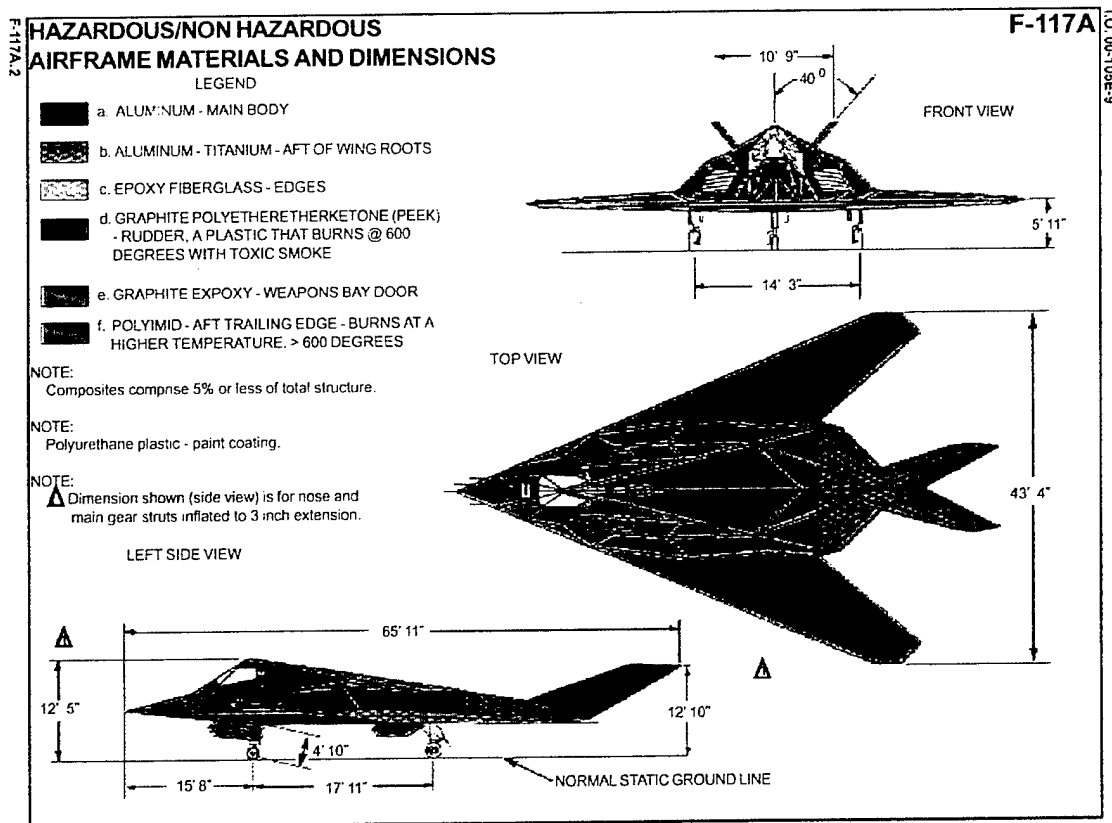 HAZARDOUS/NON HAZARDOUS
AIRFRAME MATERIALS AND DIMENSIONS
F-117A
F-117A.2
T.O. 00-105E-9
LEGEND
a. ALUMINUM - MAIN BODY
b. ALUMINUM - TITANIUM - AFT OF WING ROOTS
c. EPOXY FIBERGLASS - EDGES
d. GRAPHITE POLYETHERETHERKETONE (PEEK)
- RUDDER, A PLASTIC THAT BURNS @ 600
DEGREES WITH TOXIC SMOKE
e. GRAPHITE EXPOXY - WEAPONS BAY DOOR
f. POLYIMID - AFT TRAILING EDGE - BURNS AT A
HIGHER TEMPERATURE. > 600 DEGREES
NOTE:
Composites comprise 5% or less of total structure.
NOTE:
Polyurethane plastic - paint coating.
NOTE:
Dimension shown (side view) is for nose and
main gear struts inflated to 3 inch extension.
10' 9"
40°
FRONT VIEW
5' 11"
14' 3"
TOP VIEW
43' 4"
LEFT SIDE VIEW
65' 11"
12' 5"
12' 10"
4' 10"
15' 8"
17' 11"
NORMAL STATIC GROUND LINE